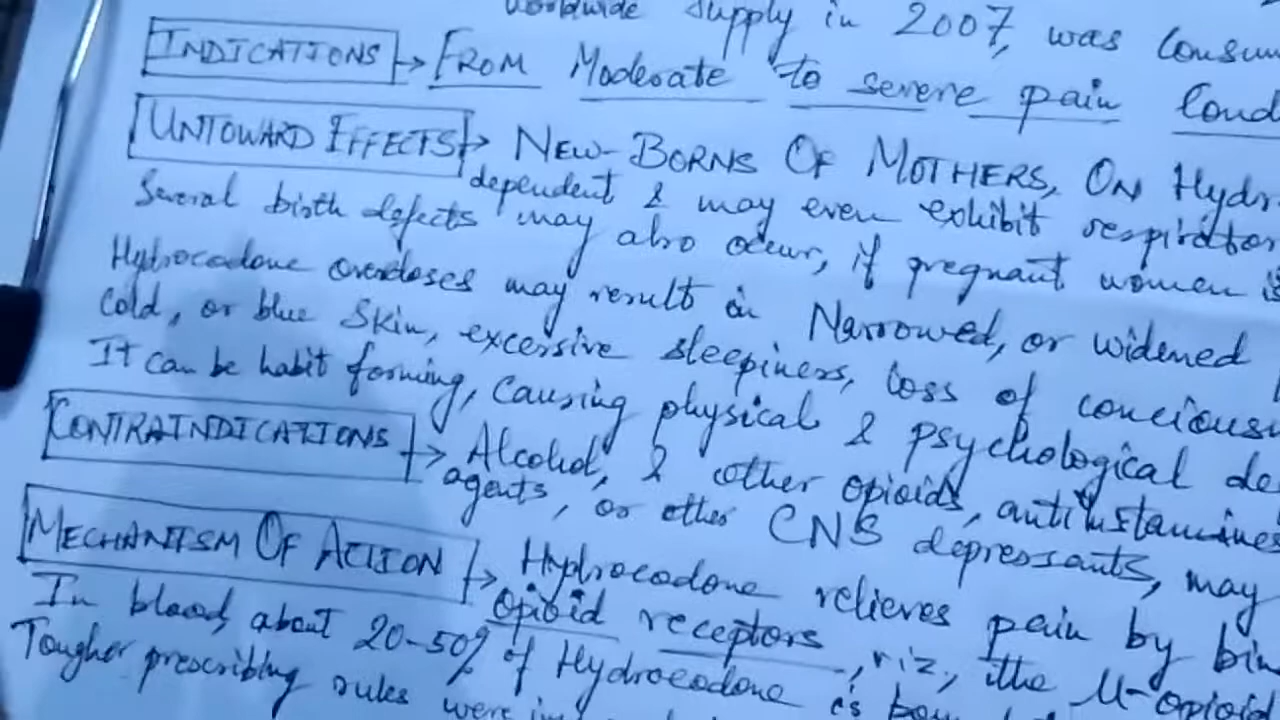 worldwide supply in 2007, was Consum
INDICATIONS → FROM Moderate to severe pain Cond
UNTOWARD EFFECTS → NEW-BORNS OF MOTHERS, ON Hydr
dependent & may even exhibit respirator
Several birth defects may also occur, if pregnant women is
Hydrocodone overdoses may result in Narrowed, or widened
Cold, or blue Skin, excessive sleepiness, loss of conciousn
It can be habit forming, causing physical & psychological de
CONTRAINDICATIONS → Alcohol, & other opioids, antihistamines
agents, or other CNS depressants, may
MECHANISM OF ACTION → Hydrocodone relieves pain by bin
opioid receptors, viz, the μ-opioid
In blood, about 20-50% of Hydrocodone is boun
Tougher prescribing rules were